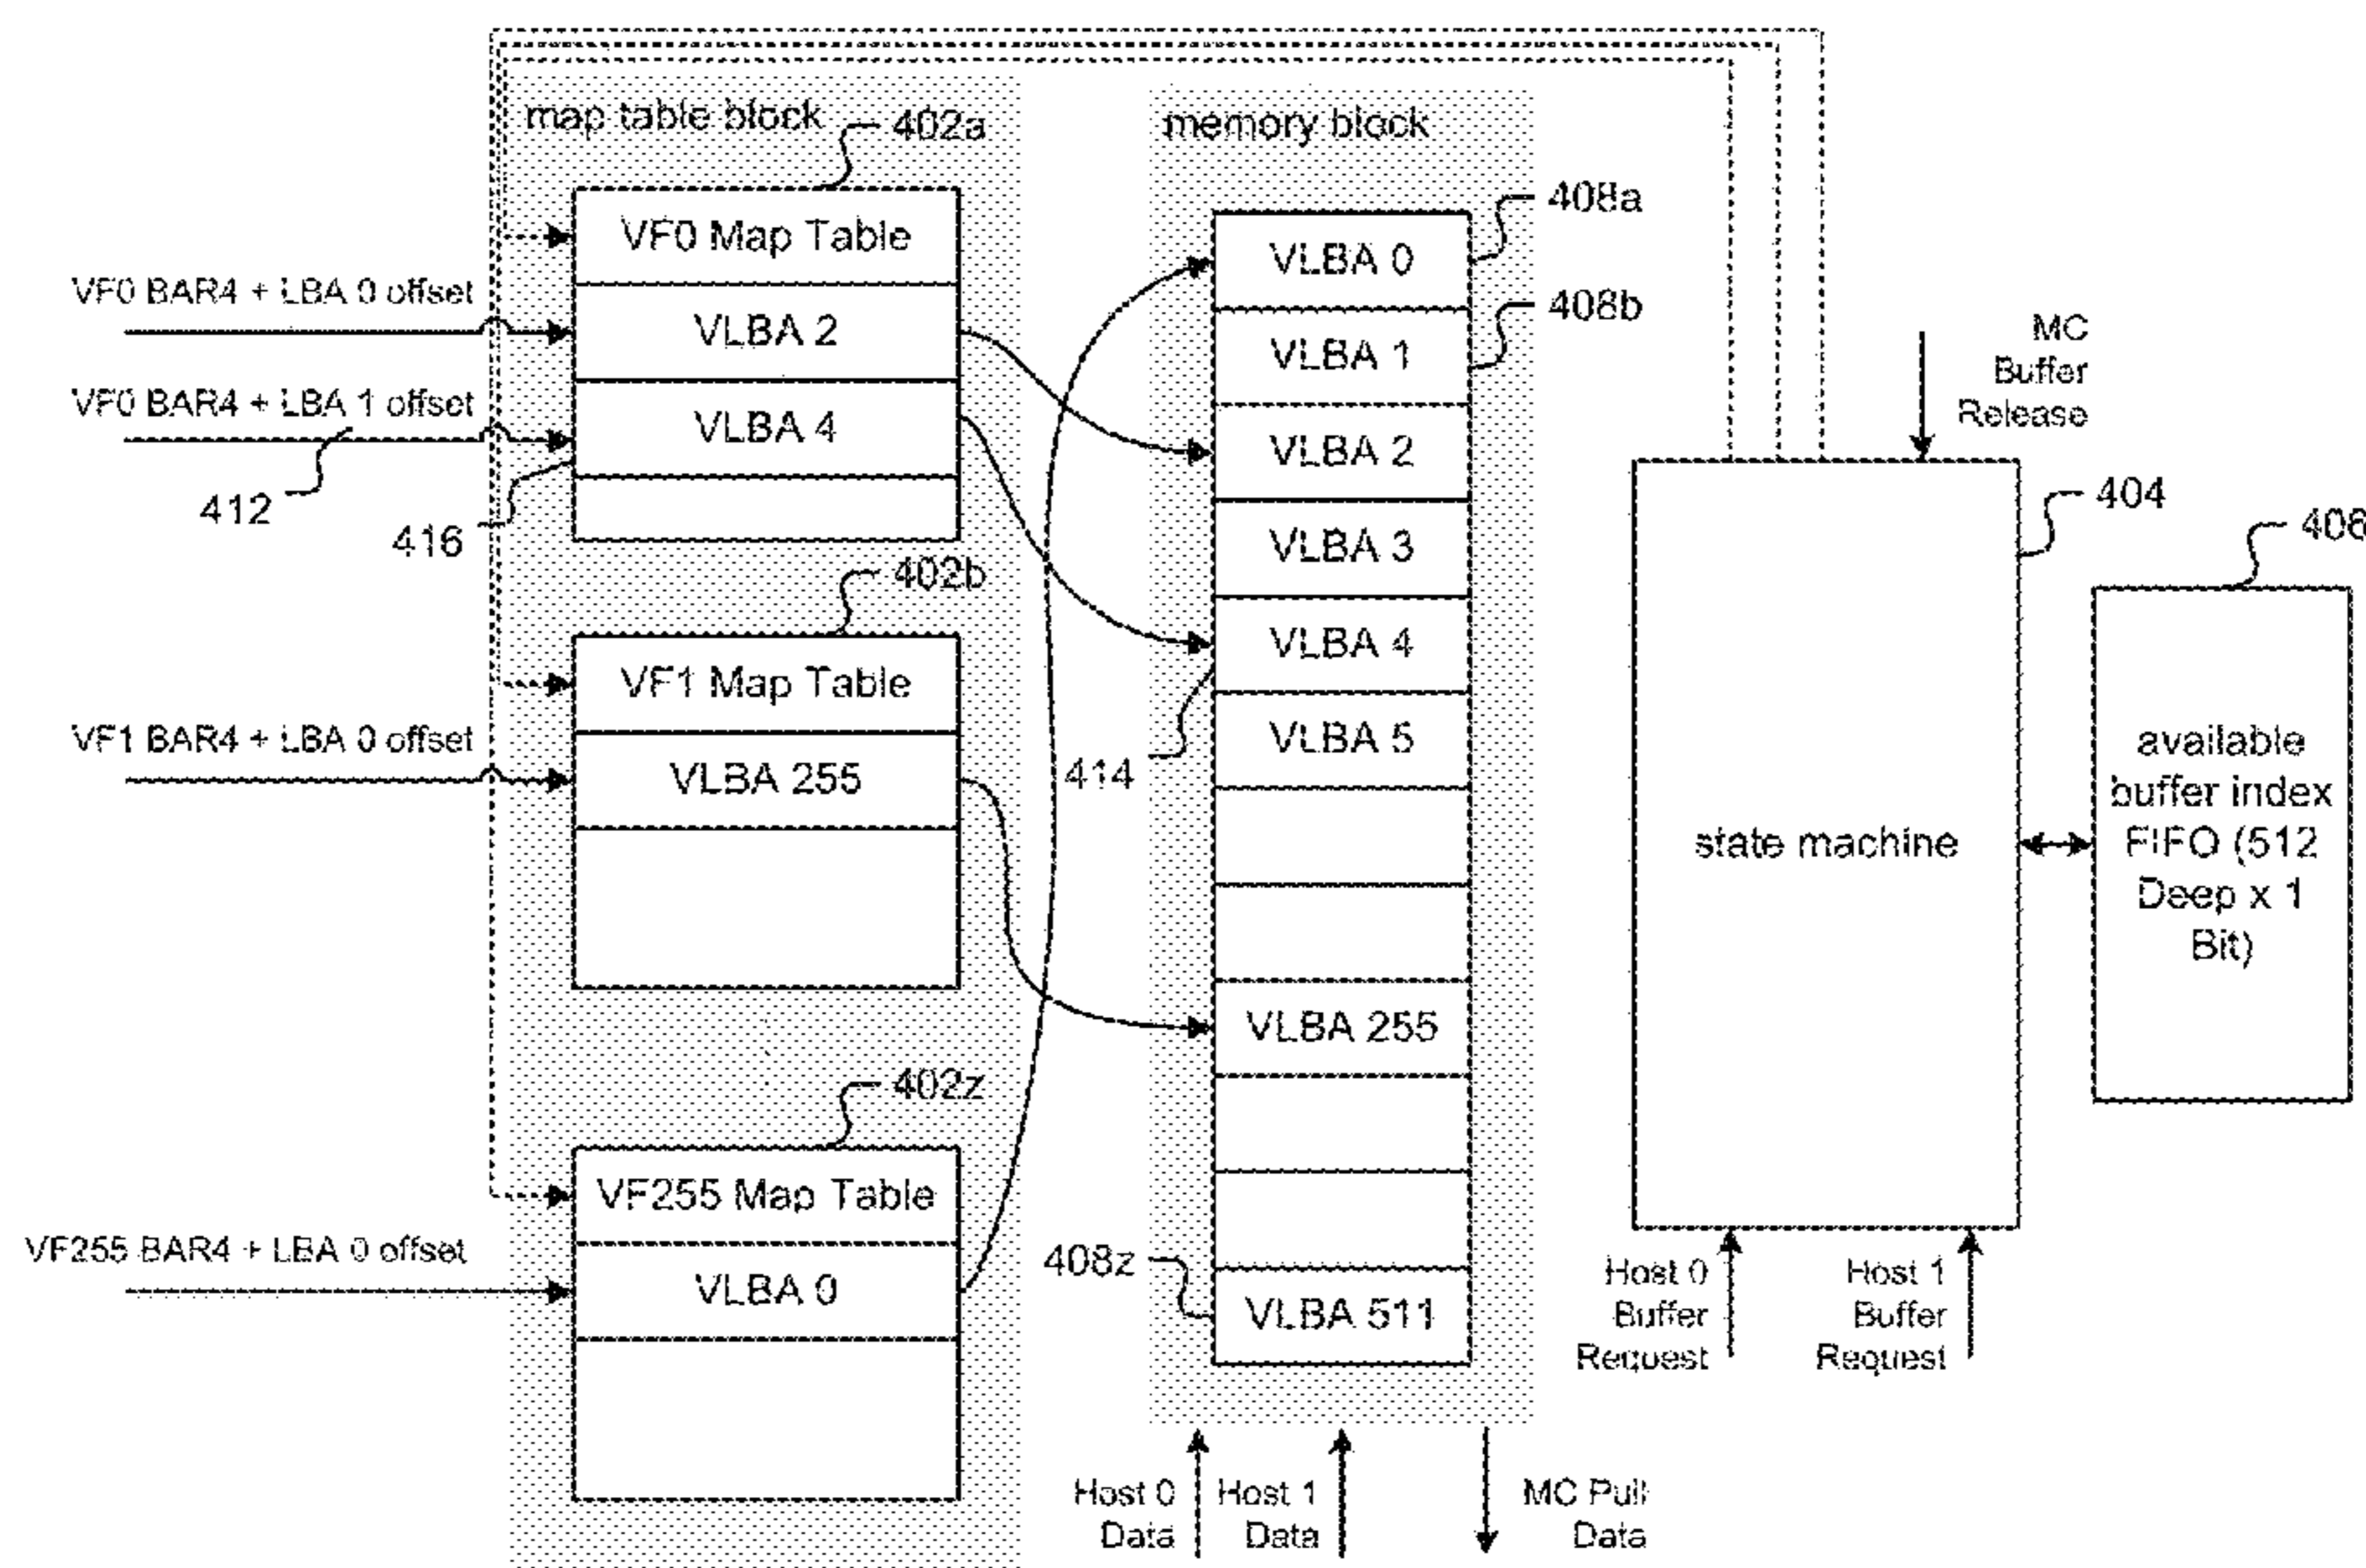 map table block
402a
VF0 Map Table
VF0 BAR4 + LBA 0 offset
VLBA 2
VF0 BAR4 + LBA 1 offset
VLBA 4
412
416
402b
VF1 Map Table
VF1 BAR4 + LBA 0 offset
VLBA 255
402z
VF255 Map Table
VF255 BAR4 + LBA 0 offset
VLBA 0
memory block
408a
VLBA 0
408b
VLBA 1
VLBA 2
VLBA 3
VLBA 4
414
VLBA 5
VLBA 255
408z
VLBA 511
Host 0
Data
Host 1
Data
MC Pull
Data
MC
Buffer
Release
404
state machine
Host 0
Buffer
Request
Host 1
Buffer
Request
406
available
buffer index
FIFO (512
Deep x 1
Bit)